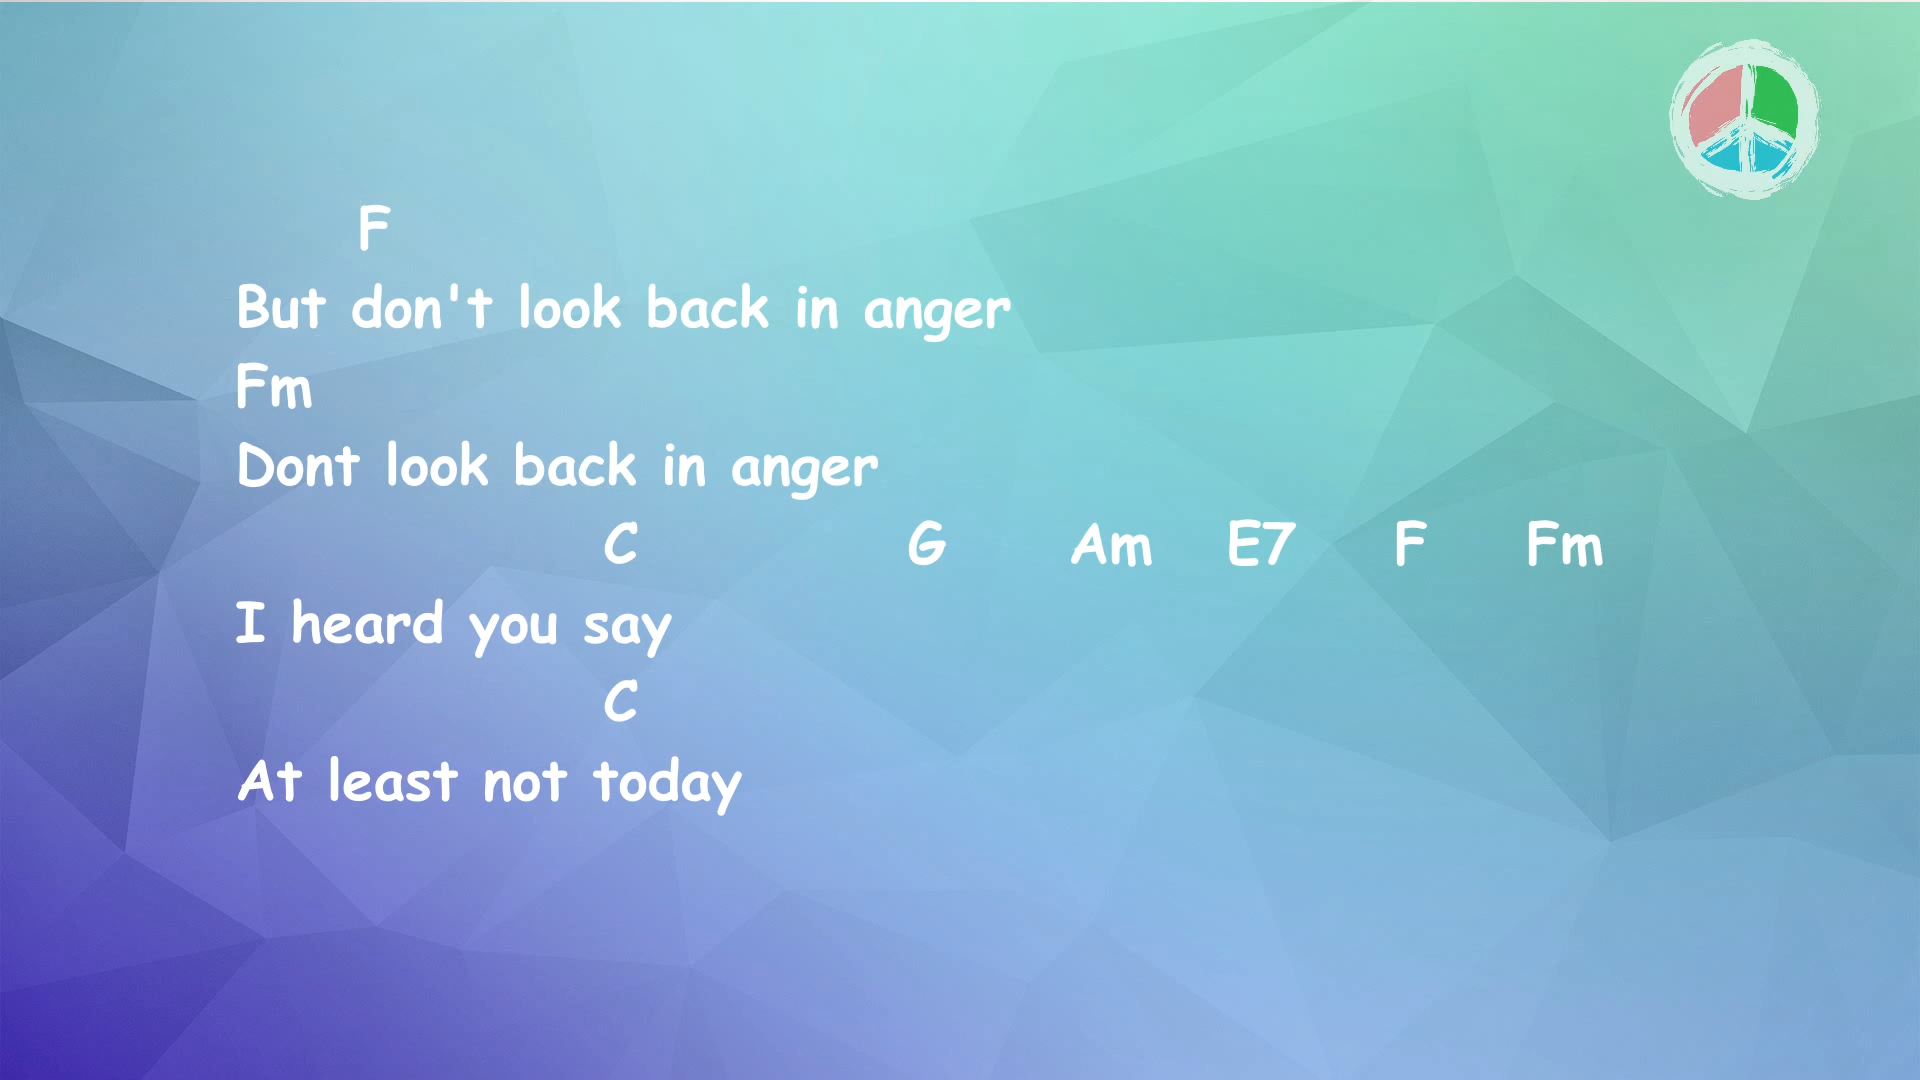 F
But don't look back in anger
Fm
Dont look back in anger
C G Am E7 F Fm
I heard you say
C
At least not today